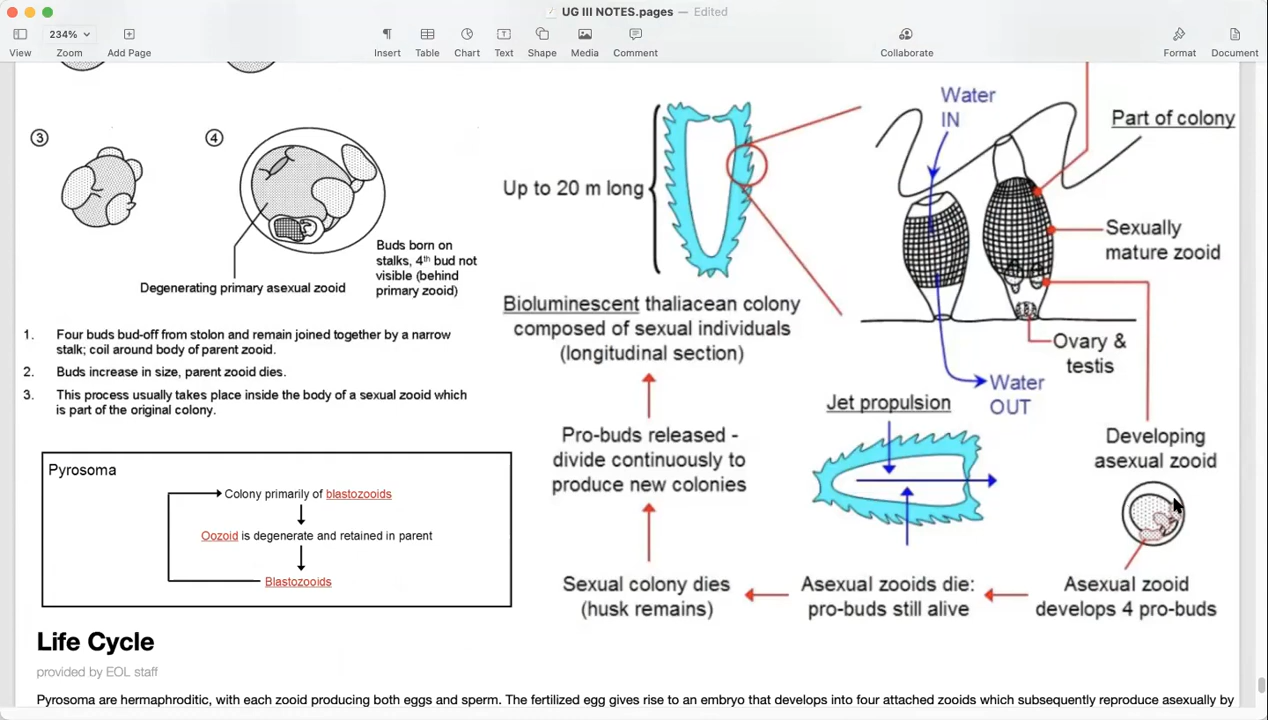 UG III NOTES.pages — Edited
234%
View
Zoom
Add Page
Insert
Table
Chart
Text
Shape
Media
Comment
Collaborate
Format
Document
3
4
Buds born on
stalks, 4th bud not
visible (behind
primary zooid)
Degenerating primary asexual zooid
1. Four buds bud-off from stolon and remain joined together by a narrow
stalk; coil around body of parent zooid.
2. Buds increase in size, parent zooid dies.
3. This process usually takes place inside the body of a sexual zooid which
is part of the original colony.
Pyrosoma
Colony primarily of blastozooids
Oozoid is degenerate and retained in parent
Blastozooids
Up to 20 m long
Bioluminescent thaliacean colony
composed of sexual individuals
(longitudinal section)
Water
IN
Part of colony
Sexually
mature zooid
Ovary &
testis
Water
OUT
Jet propulsion
Developing
asexual zooid
Asexual zooid
develops 4 pro-buds
Asexual zooids die:
pro-buds still alive
Sexual colony dies
(husk remains)
Pro-buds released -
divide continuously to
produce new colonies
Life Cycle
provided by EOL staff
Pyrosoma are hermaphroditic, with each zooid producing both eggs and sperm. The fertilized egg gives rise to an embryo that develops into four attached zooids which subsequently reproduce asexually by